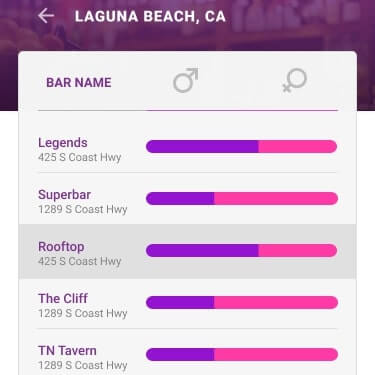 LAGUNA BEACH, CA
BAR NAME
Legends
425 S Coast Hwy
Superbar
1289 S Coast Hwy
Rooftop
425 S Coast Hwy
The Cliff
1289 S Coast Hwy
TN Tavern
1289 S Coast Hwy